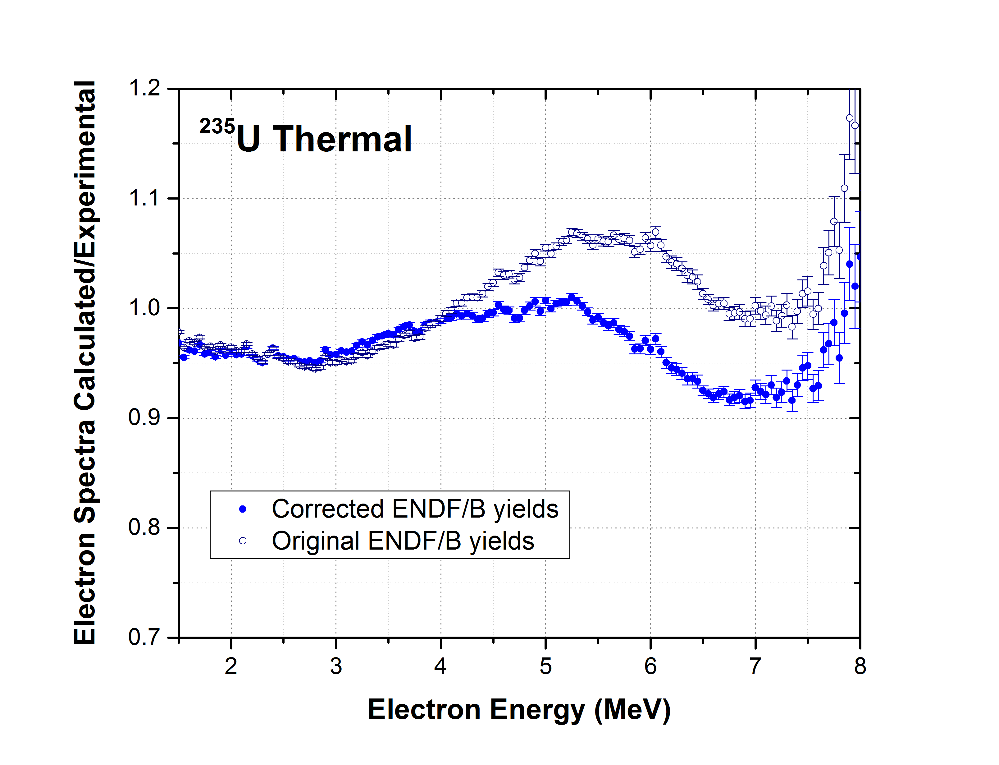 Electron Spectra Calculated/Experimental
1.2
1.1
1.0
0.9
0.8
0.7
²³⁵U Thermal
Corrected ENDF/B yields
Original ENDF/B yields
2 3 4 5 6 7 8
Electron Energy (MeV)